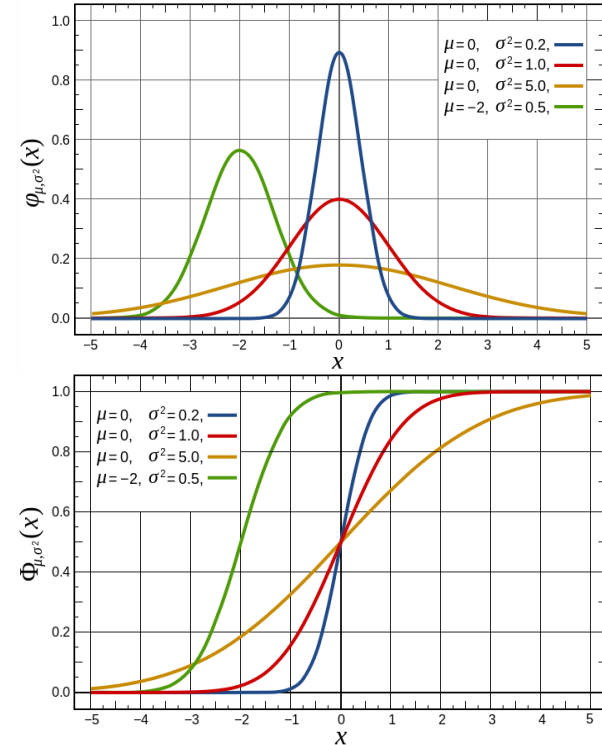 1.0
μ=0, σ²=0.2,
μ=0, σ²=1.0,
μ=0, σ²=5.0,
μ=−2, σ²=0.5,
0.8
0.6
0.4
0.2
0.0
φμ,σ²(x)
−5 −4 −3 −2 −1 0 1 2 3 4 5
x
1.0
μ=0, σ²=0.2,
μ=0, σ²=1.0,
μ=0, σ²=5.0,
μ=−2, σ²=0.5,
0.8
0.6
0.4
0.2
0.0
Φμ,σ²(x)
−5 −4 −3 −2 −1 0 1 2 3 4 5
x